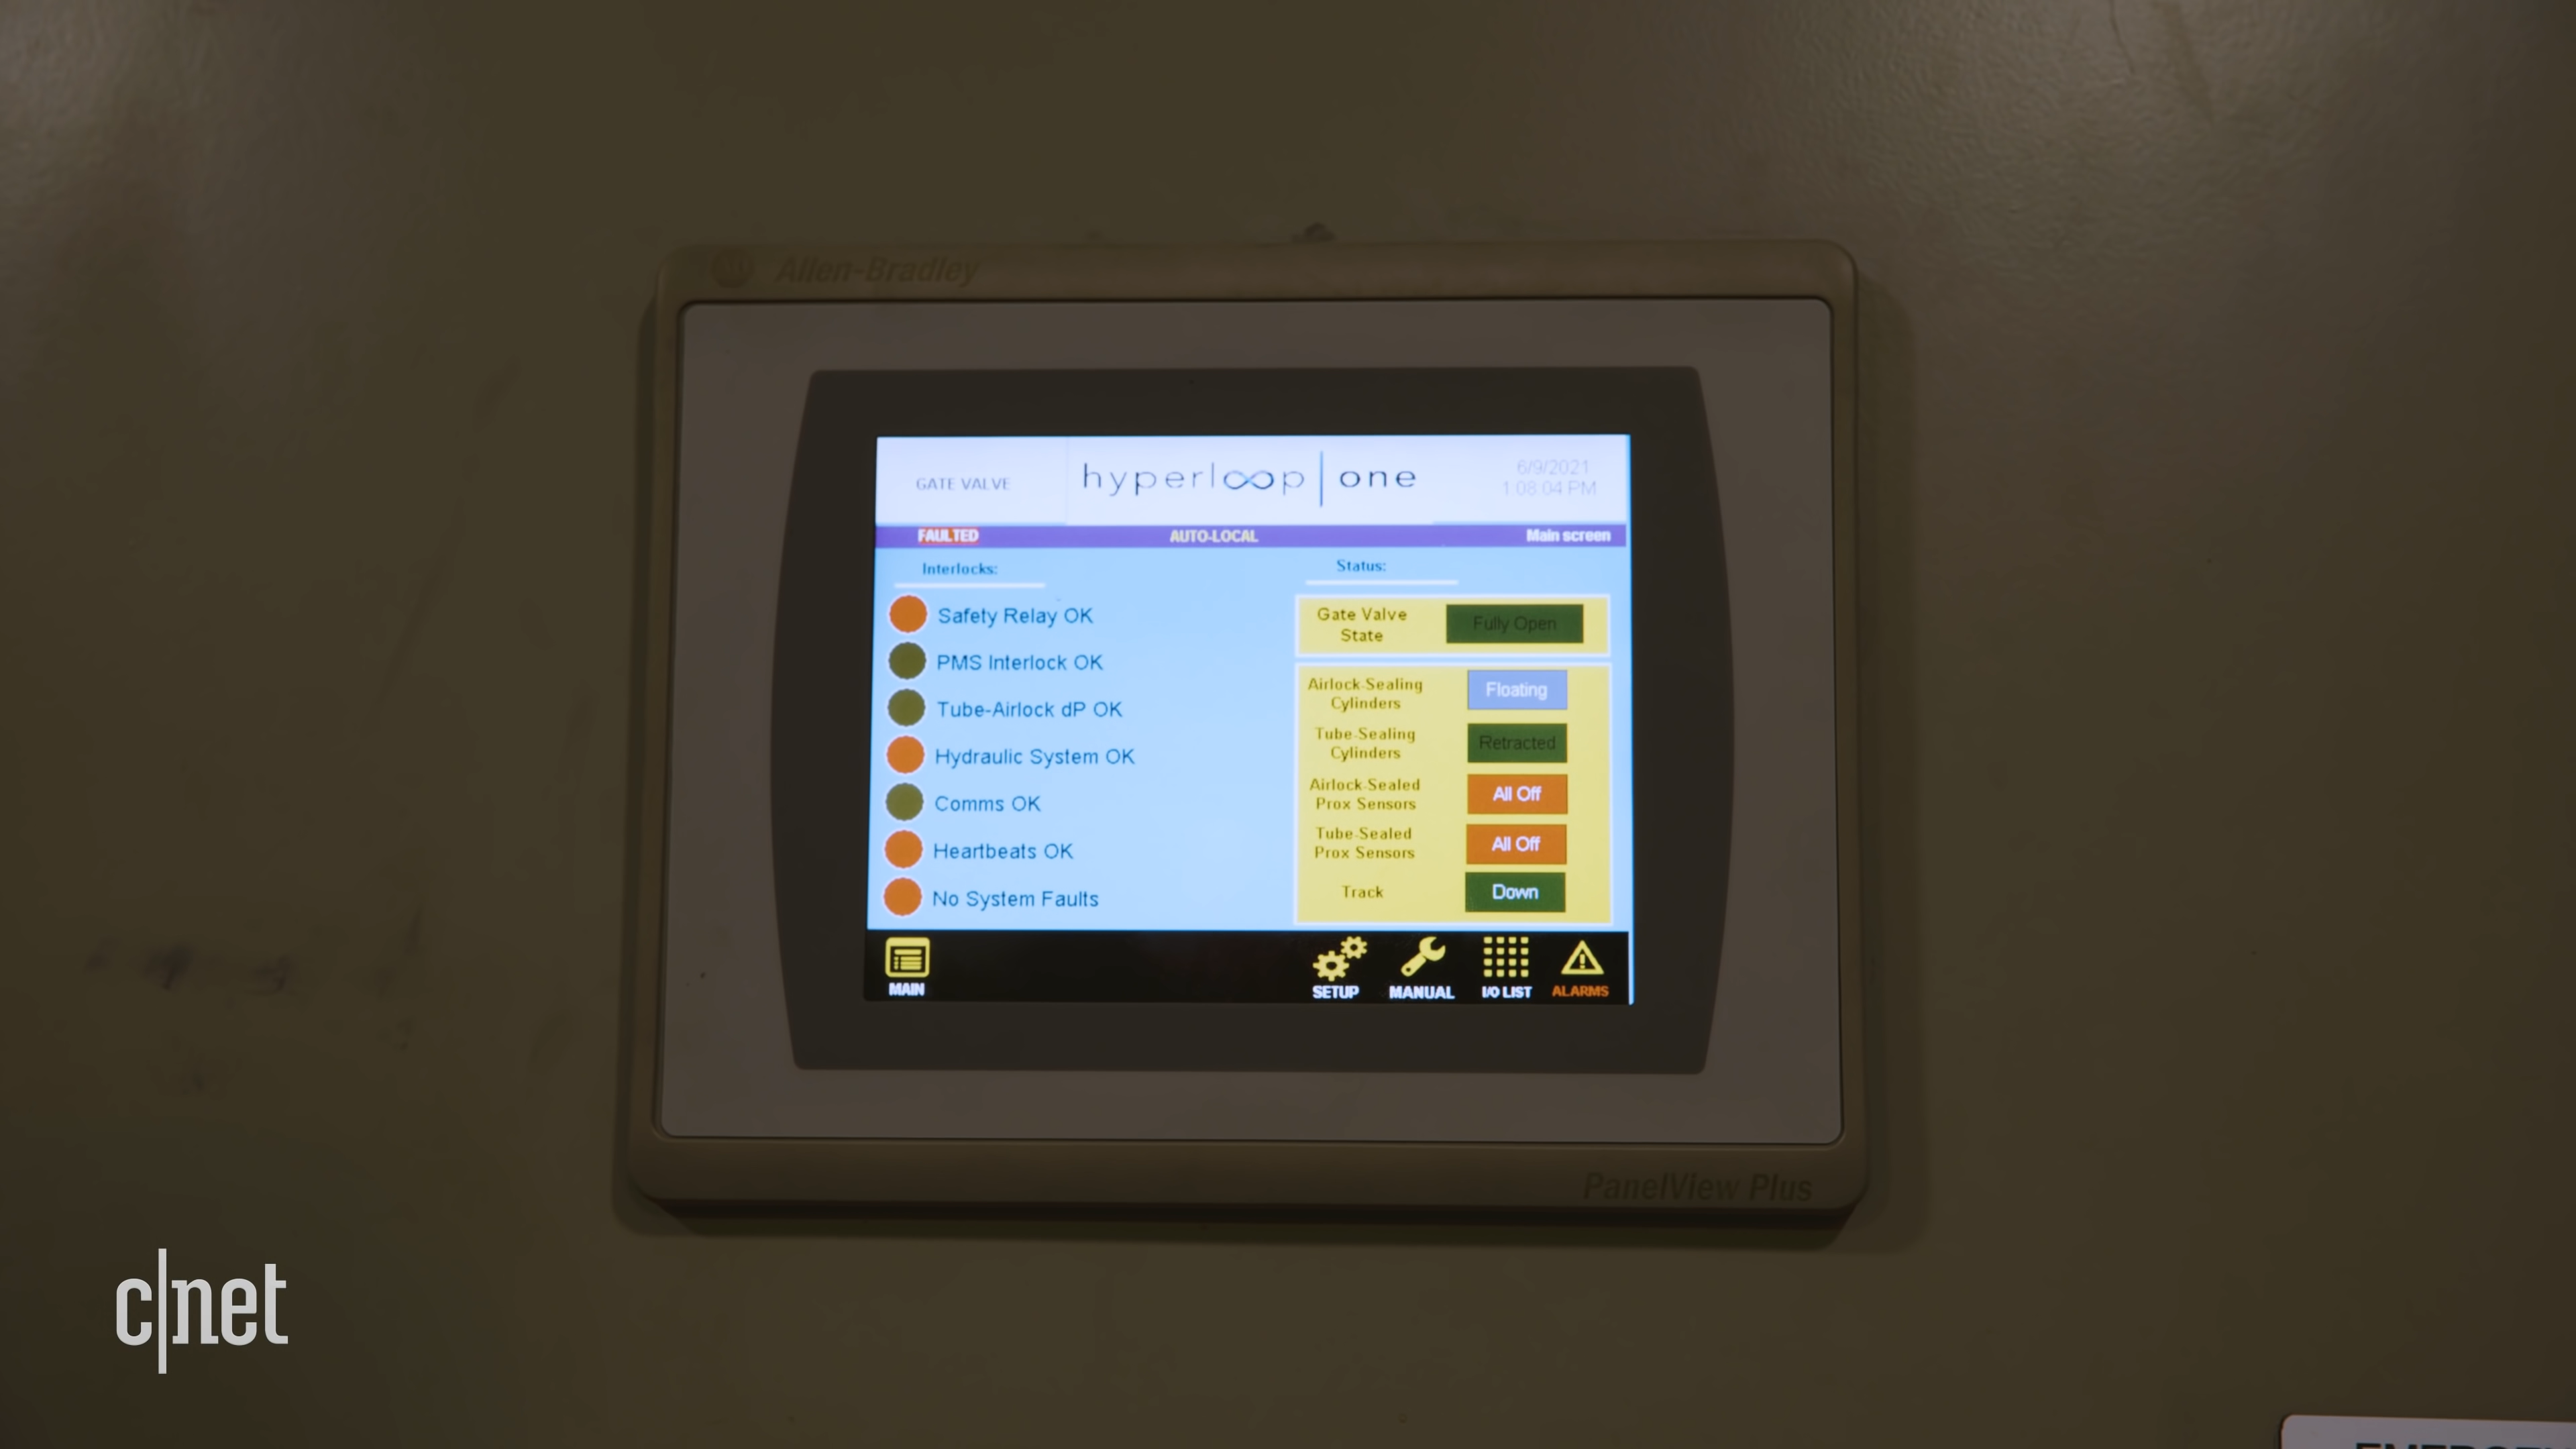 Allen-Bradley
GATE VALVE
hyperloop | one
6/9/2021
1:08:04 PM
FAULTED
AUTO-LOCAL
Main screen
Interlocks:
Safety Relay OK
PMS Interlock OK
Tube-Airlock dP OK
Hydraulic System OK
Comms OK
Heartbeats OK
No System Faults
Status:
Gate Valve
State
Fully Open
Airlock-Sealing
Cylinders
Floating
Tube-Sealing
Cylinders
Retracted
Airlock-Sealed
Prox Sensors
All Off
Tube-Sealed
Prox Sensors
All Off
Track
Down
MAIN
SETUP
MANUAL
I/O LIST
ALARMS
PanelView Plus
c|net